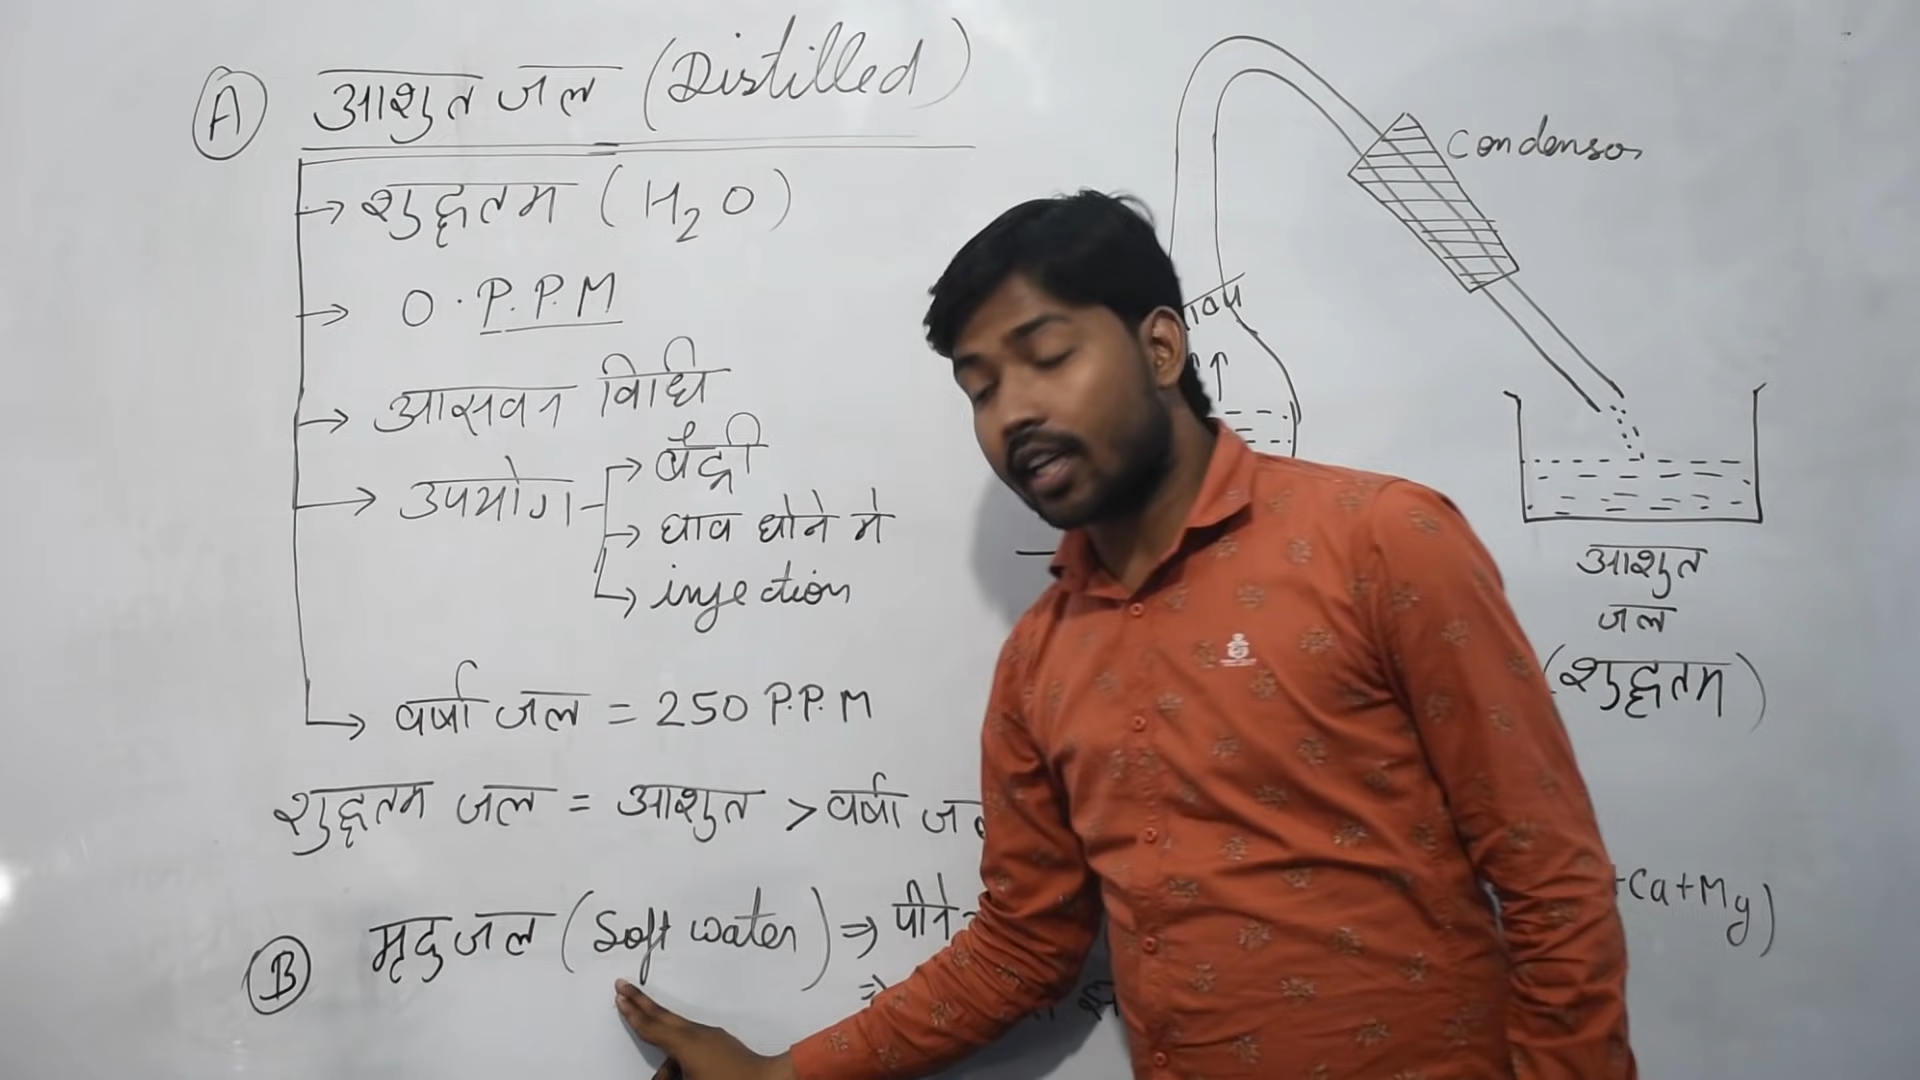 A आशुत जल (Distilled)
→ शुद्धतम (H₂O)
→ 0 · P.P.M
→ आसवन विधि
→ उपयोग → बैट्री
→ घाव धोने मे
→ injection
→ वर्षा जल = 250 P.P.M
शुद्धतम जल = आशुत > वर्षा
B मृदु जल (Soft water) ⇒ पीने
⇒
Condensor
आशुत
जल
(शुद्धतम)
+Ca+Mg)